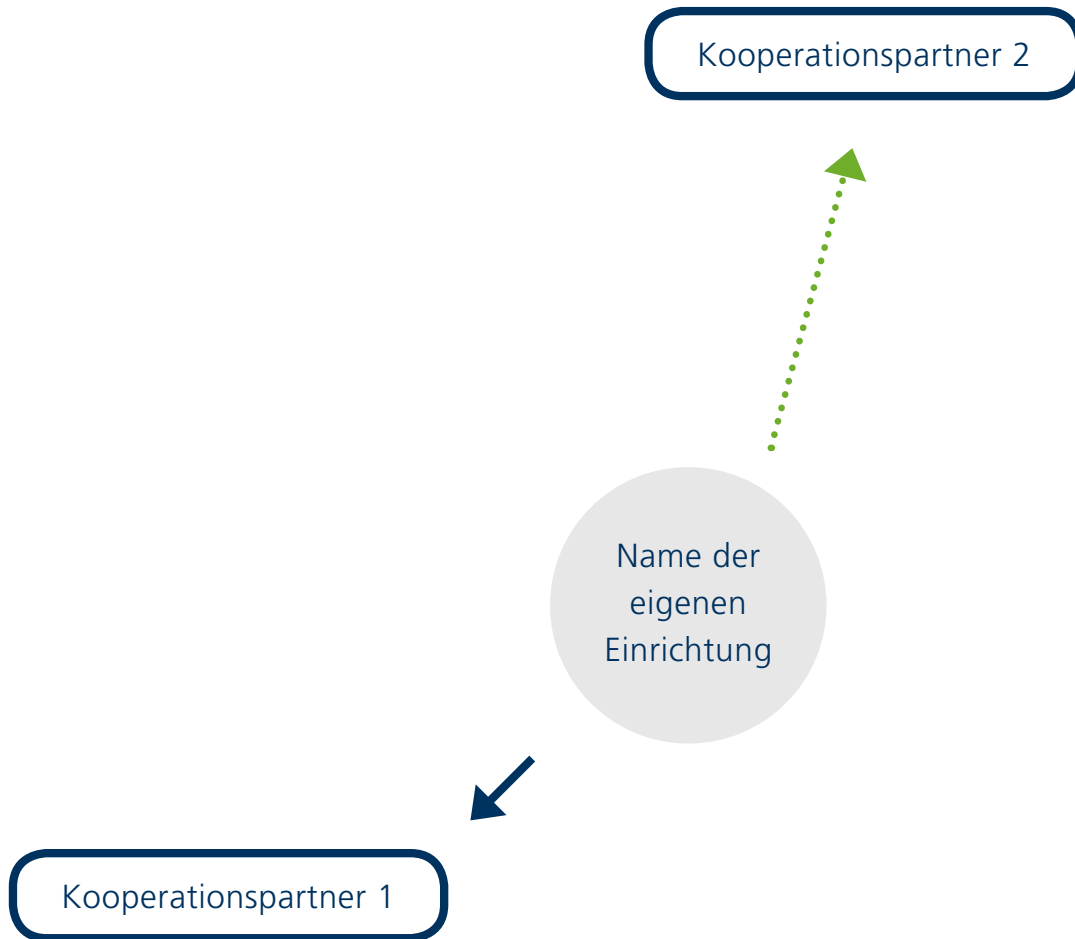 Kooperationspartner 2
Name der
eigenen
Einrichtung
Kooperationspartner 1